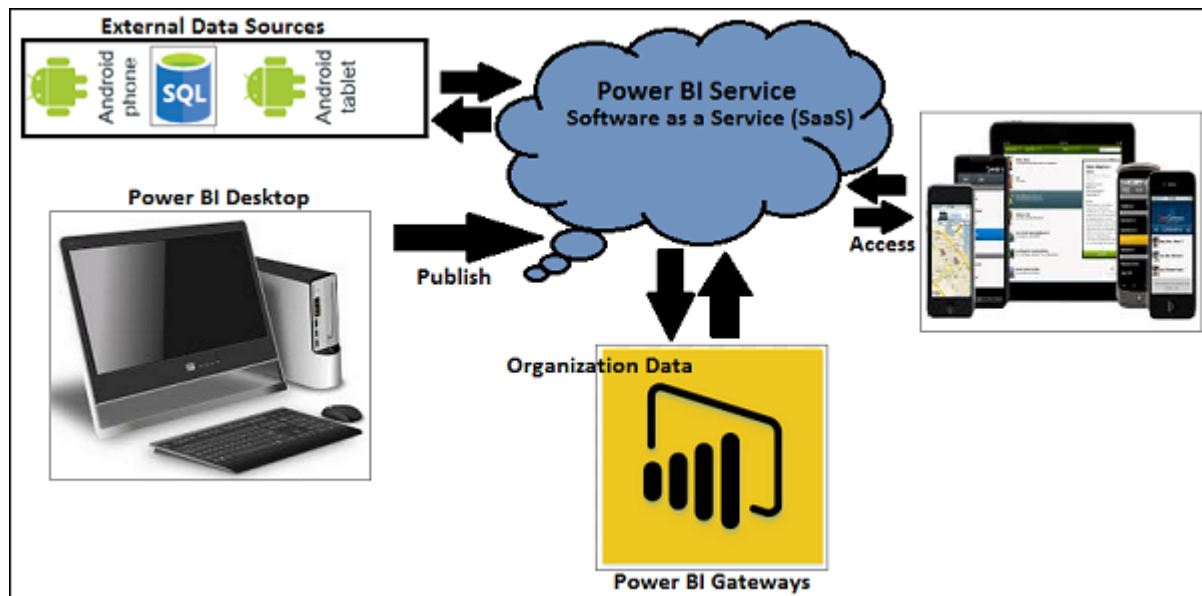 External Data Sources
Android
phone
SQL
Android
tablet
Power BI Service
Software as a Service (SaaS)
Power BI Desktop
Publish
Access
Organization Data
Power BI Gateways